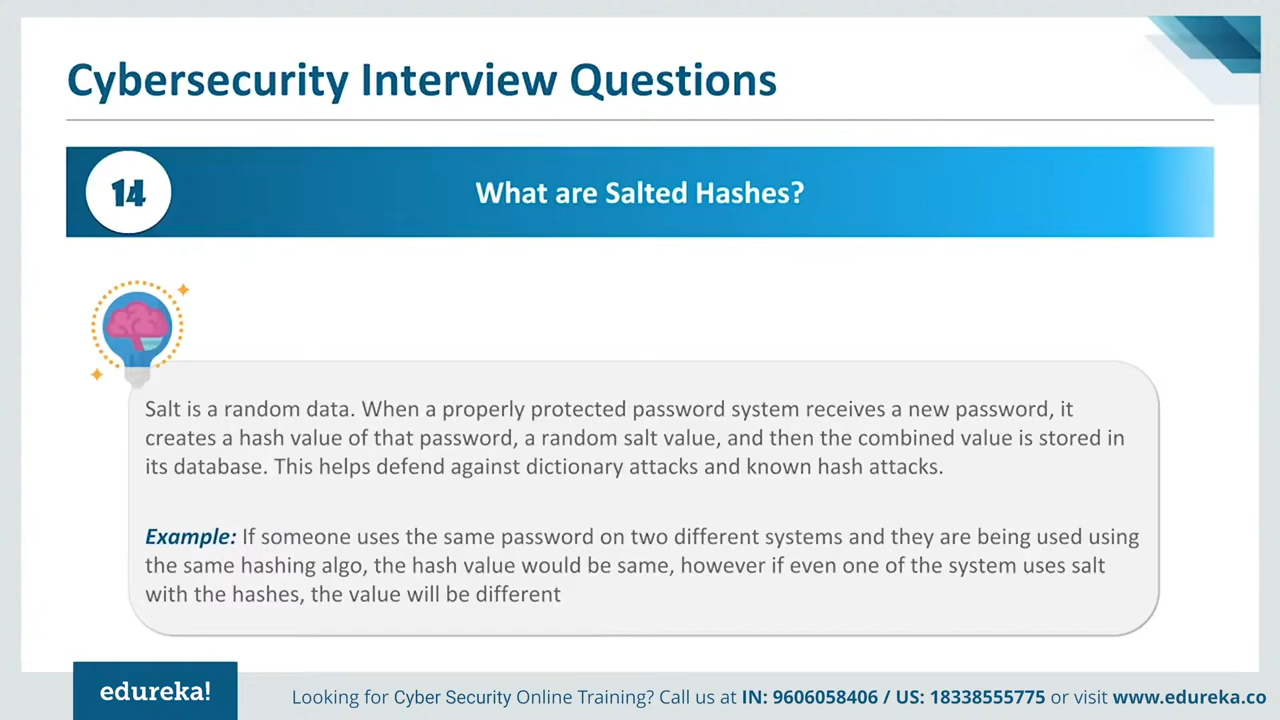 Cybersecurity Interview Questions
14
What are Salted Hashes?
Salt is a random data. When a properly protected password system receives a new password, it
creates a hash value of that password, a random salt value, and then the combined value is stored in
its database. This helps defend against dictionary attacks and known hash attacks.
Example: If someone uses the same password on two different systems and they are being used using
the same hashing algo, the hash value would be same, however if even one of the system uses salt
with the hashes, the value will be different
edureka!
Looking for Cyber Security Online Training? Call us at IN: 9606058406 / US: 18338555775 or visit www.edureka.co